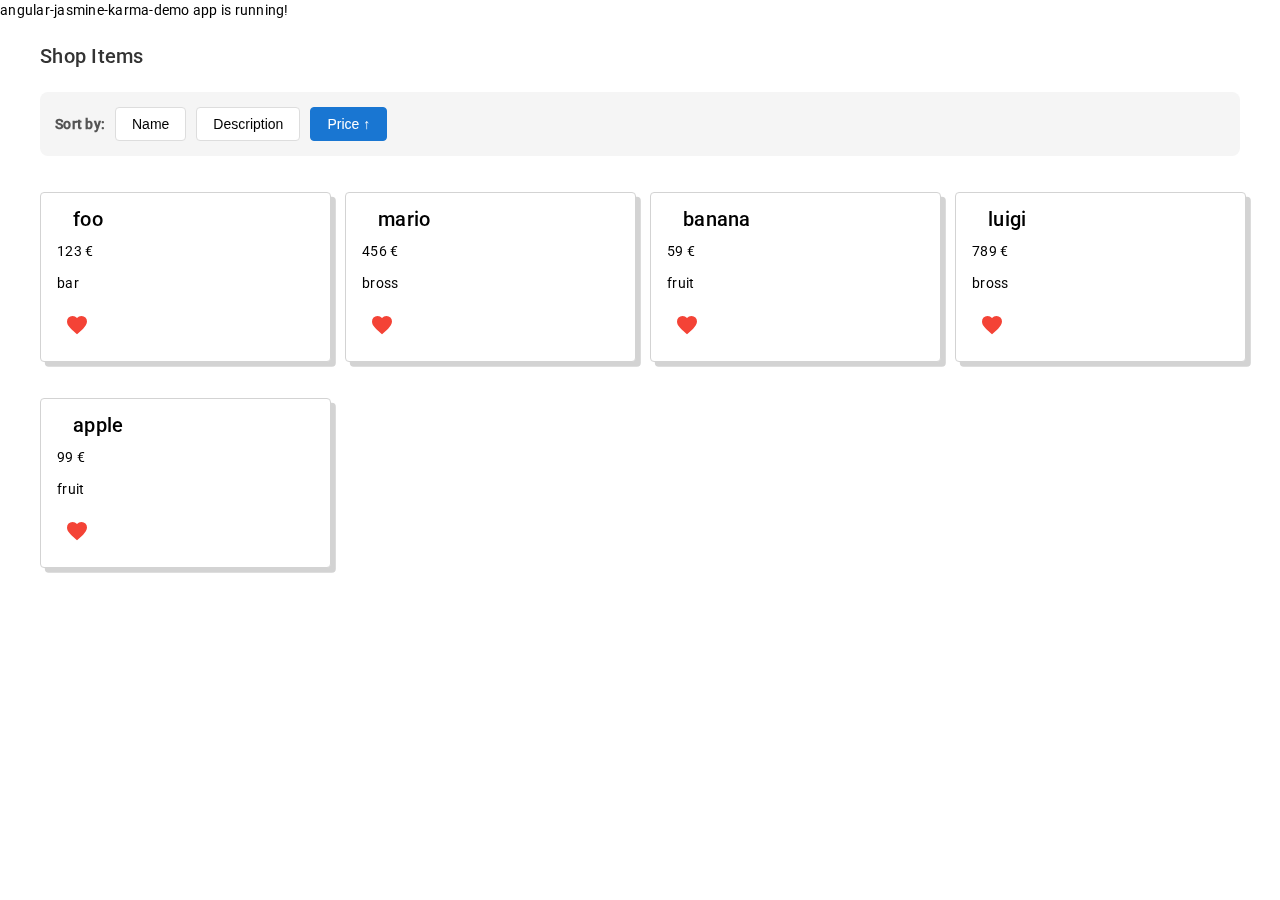 angular-jasmine-karma-demo app is running!
Shop Items
Sort by: Name Description Price ↑
foo
123 €
bar
mario
456 €
bross
banana
59 €
fruit
luigi
789 €
bross
apple
99 €
fruit